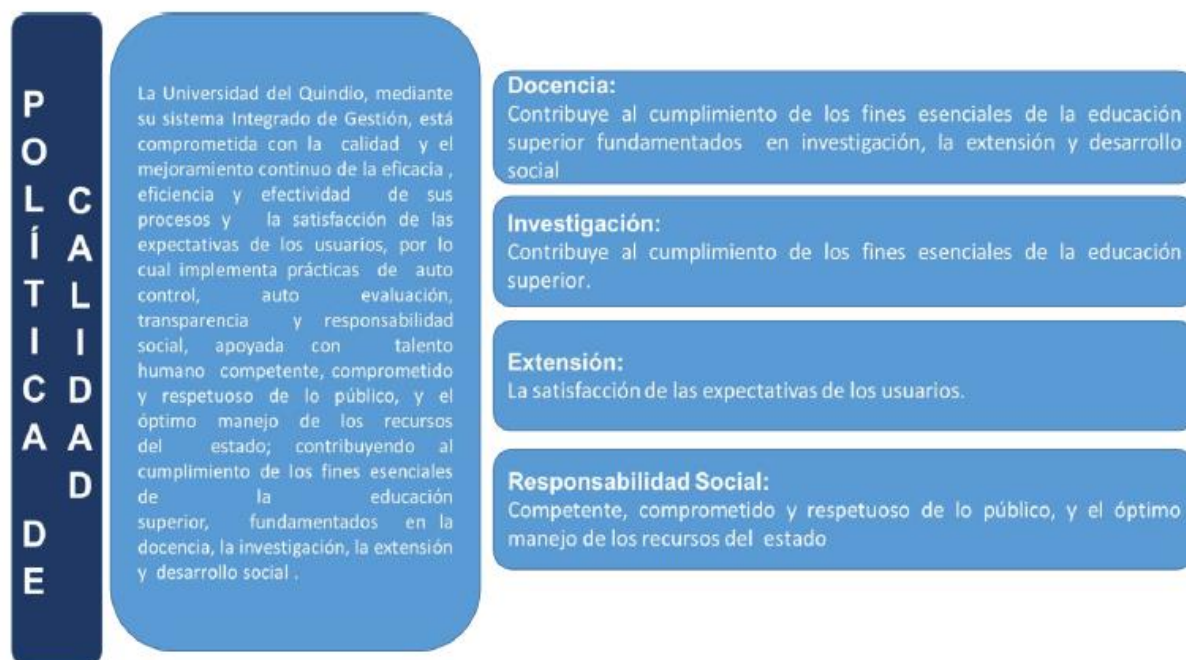 POLÍTICA DE
CALIDAD
La Universidad del Quindio, mediante
su sistema Integrado de Gestión, está
comprometida con la calidad y el
mejoramiento continuo de la eficacia ,
eficiencia y efectividad de sus
procesos y la satisfacción de las
expectativas de los usuarios, por lo
cual implementa prácticas de auto
control, auto evaluación,
transparencia y responsabilidad
social, apoyada con talento
humano competente, comprometido
y respetuoso de lo público, y el
óptimo manejo de los recursos
del estado; contribuyendo al
cumplimiento de los fines esenciales
de la educación
superior, fundamentados en la
docencia, la investigación, la extensión
y desarrollo social .
Docencia:
Contribuye al cumplimiento de los fines esenciales de la educación
superior fundamentados en investigación, la extensión y desarrollo
social
Investigación:
Contribuye al cumplimiento de los fines esenciales de la educación
superior.
Extensión:
La satisfacción de las expectativas de los usuarios.
Responsabilidad Social:
Competente, comprometido y respetuoso de lo público, y el óptimo
manejo de los recursos del estado